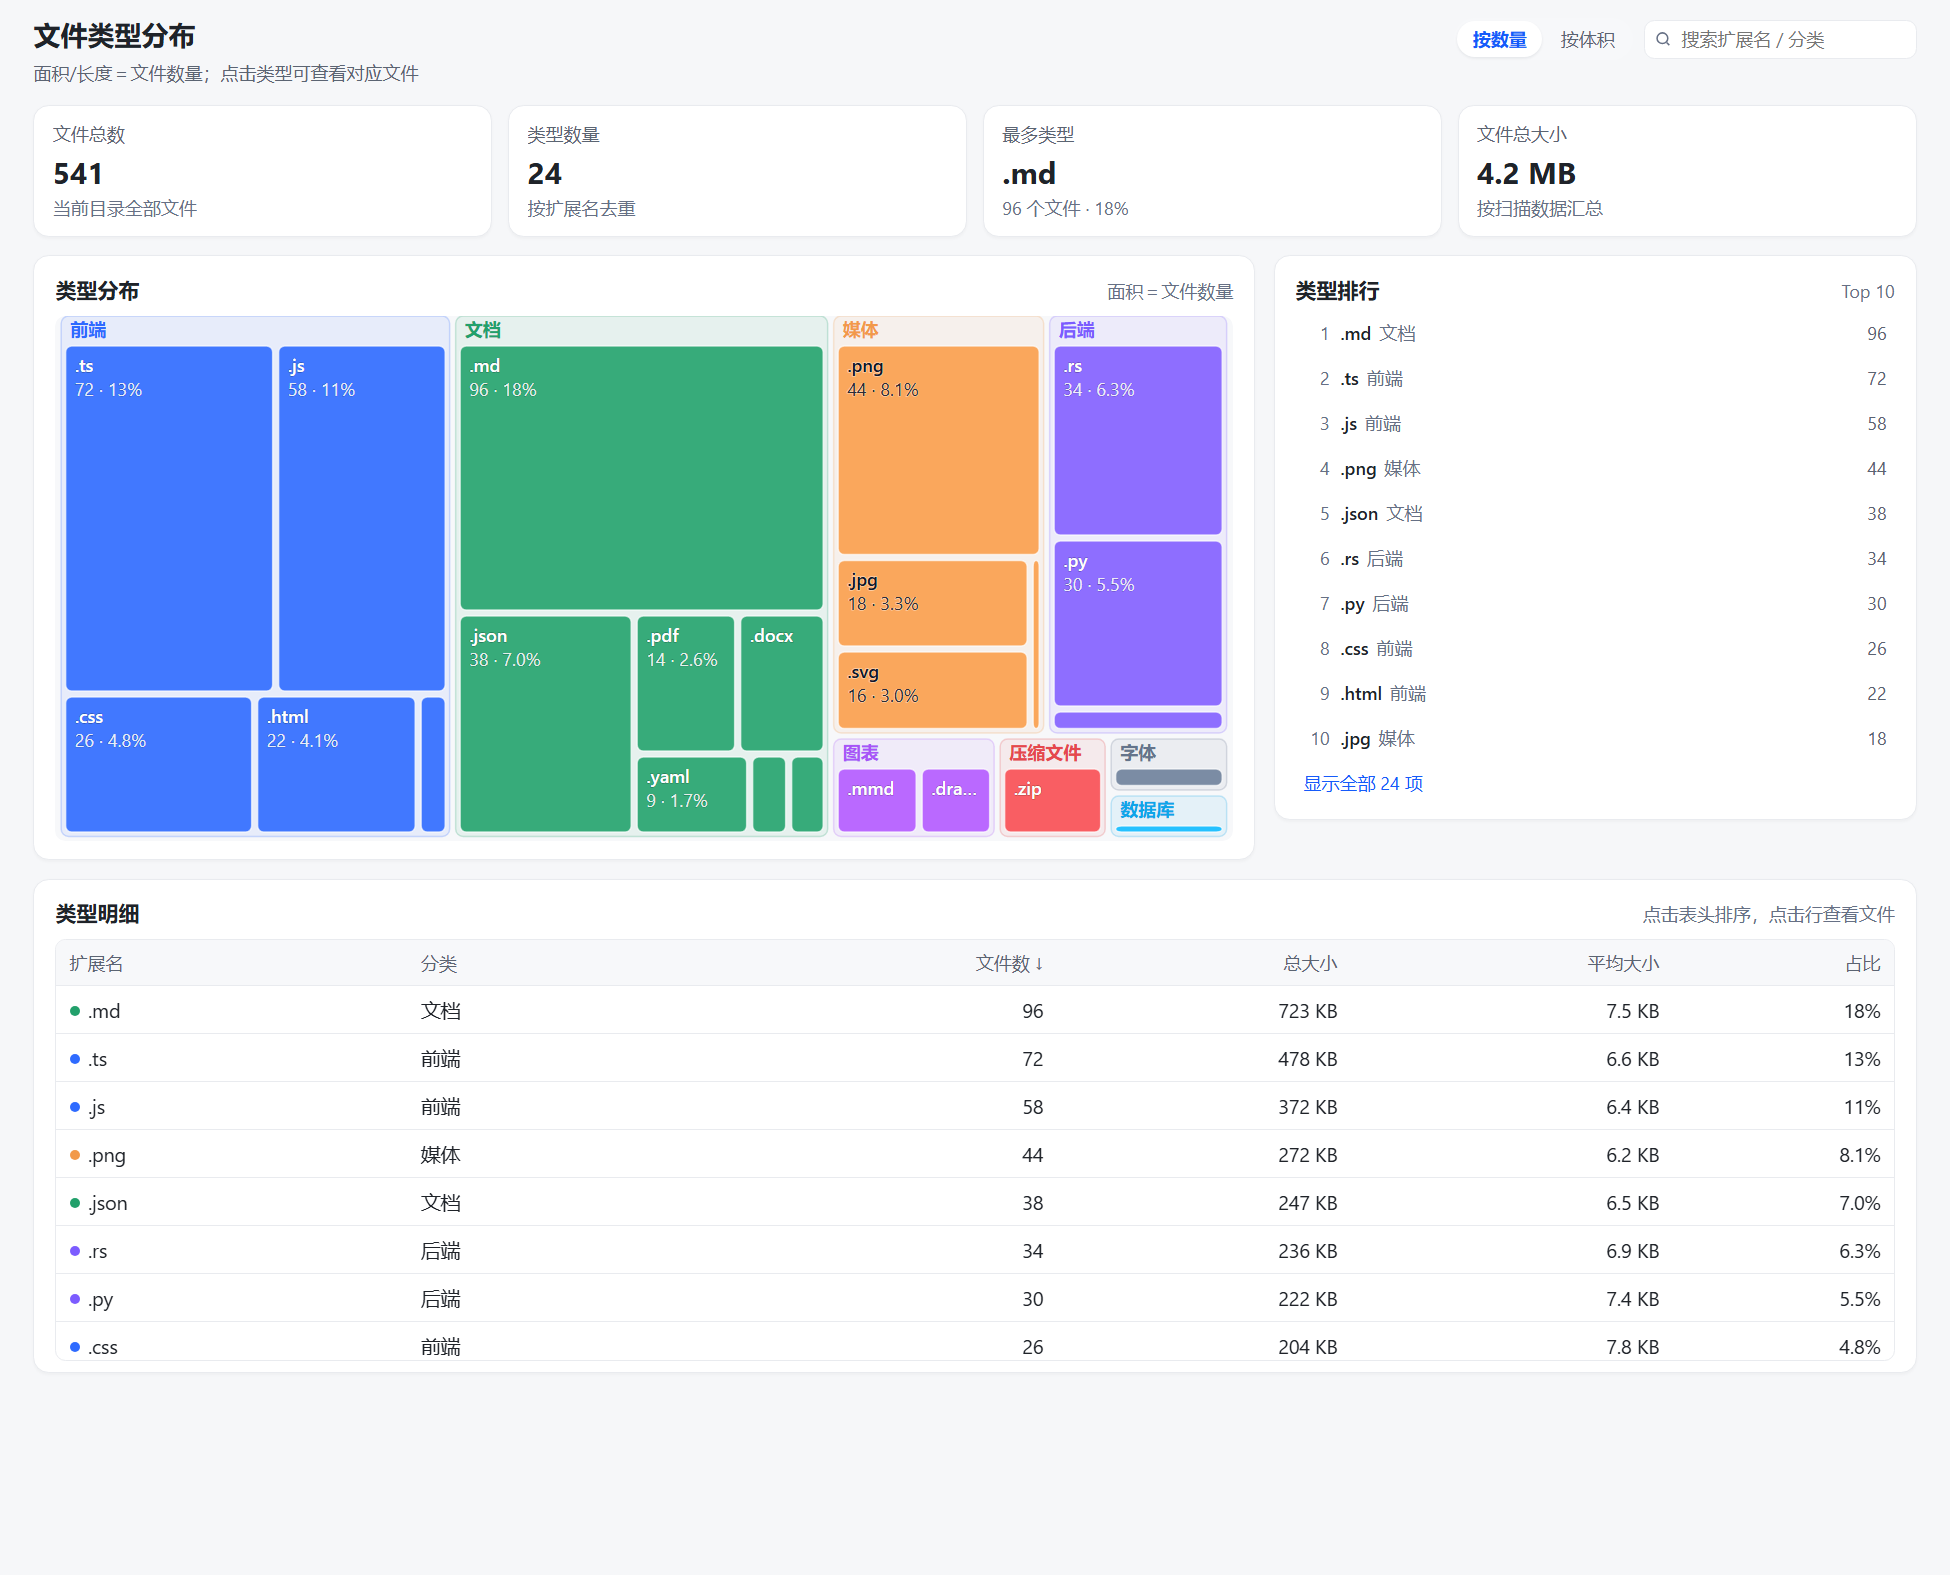 文件类型分布
面积/长度 = 文件数量；点击类型可查看对应文件
按数量 按体积 搜索扩展名 / 分类
文件总数
541
当前目录全部文件
类型数量
24
按扩展名去重
最多类型
.md
96 个文件 · 18%
文件总大小
4.2 MB
按扫描数据汇总
类型分布 面积 = 文件数量
前端
.ts
72 · 13%
.js
58 · 11%
.css
26 · 4.8%
.html
22 · 4.1%
文档
.md
96 · 18%
.json
38 · 7.0%
.pdf
14 · 2.6%
.docx
.yaml
9 · 1.7%
媒体
.png
44 · 8.1%
.jpg
18 · 3.3%
.svg
16 · 3.0%
后端
.rs
34 · 6.3%
.py
30 · 5.5%
图表
.mmd
.dra...
压缩文件
.zip
字体
数据库
类型排行 Top 10
1 .md 文档 96
2 .ts 前端 72
3 .js 前端 58
4 .png 媒体 44
5 .json 文档 38
6 .rs 后端 34
7 .py 后端 30
8 .css 前端 26
9 .html 前端 22
10 .jpg 媒体 18
显示全部 24 项
类型明细 点击表头排序，点击行查看文件
扩展名 分类 文件数 ↓ 总大小 平均大小 占比
.md 文档 96 723 KB 7.5 KB 18%
.ts 前端 72 478 KB 6.6 KB 13%
.js 前端 58 372 KB 6.4 KB 11%
.png 媒体 44 272 KB 6.2 KB 8.1%
.json 文档 38 247 KB 6.5 KB 7.0%
.rs 后端 34 236 KB 6.9 KB 6.3%
.py 后端 30 222 KB 7.4 KB 5.5%
.css 前端 26 204 KB 7.8 KB 4.8%